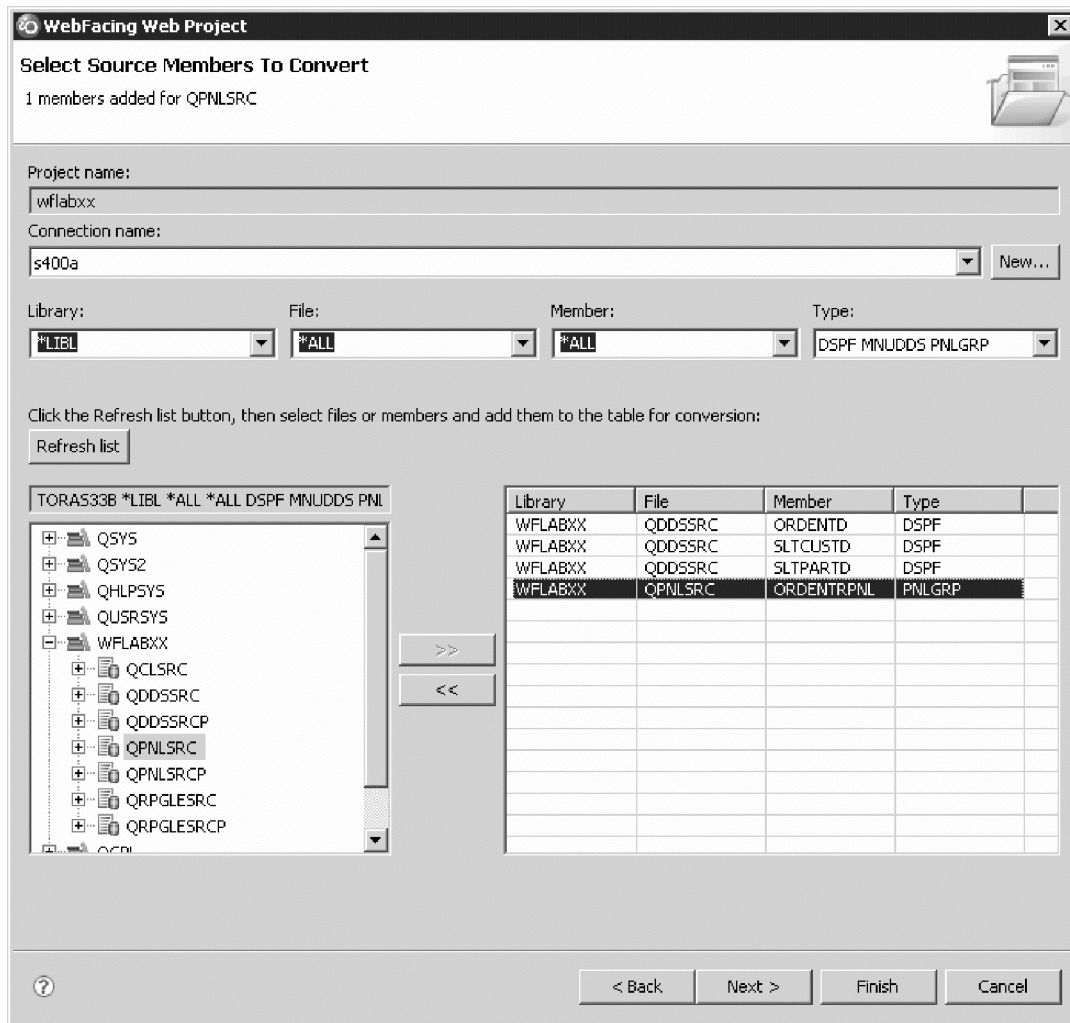 WebFacing Web Project
Select Source Members To Convert
1 members added for QPNLSRC
Project name:
wflabxx
Connection name:
s400a
New...
Library: File: Member: Type:
*LIBL *ALL *ALL DSPF MNUDDS PNLGRP
Click the Refresh list button, then select files or members and add them to the table for conversion:
Refresh list
TORAS33B *LIBL *ALL *ALL DSPF MNUDDS PNL
QSYS
QSYS2
QHLPSYS
QUSRSYS
WFLABXX
QCLSRC
QDDSSRC
QDDSSRCP
QPNLSRC
QPNLSRCP
QRPGLESRC
QRPGLESRCP
>>
<<
Library File Member Type
WFLABXX QDDSSRC ORDENTD DSPF
WFLABXX QDDSSRC SLTCUSTD DSPF
WFLABXX QDDSSRC SLTPARTD DSPF
WFLABXX QPNLSRC ORDENTRPNL PNLGRP
?
< Back Next > Finish Cancel